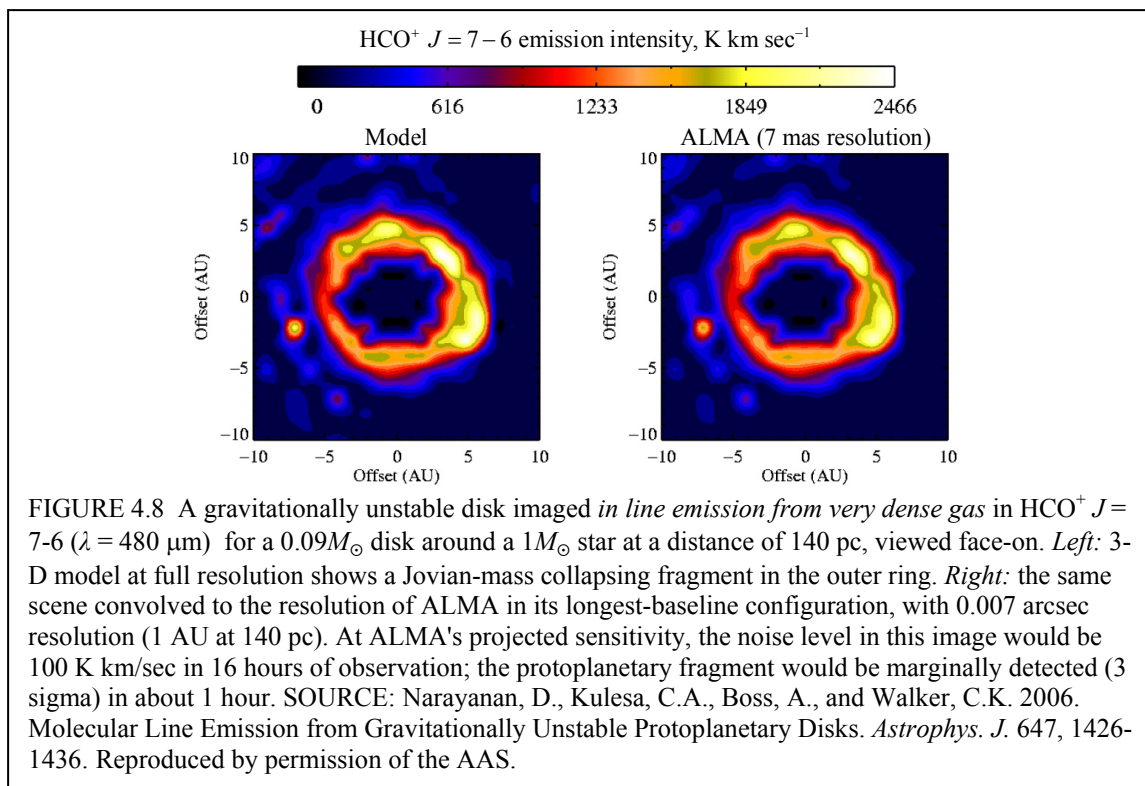 HCO⁺ J = 7 – 6 emission intensity, K km sec⁻¹
0 616 1233 1849 2466
Model ALMA (7 mas resolution)
10 10
5 5
Offset (AU) 0 Offset (AU) 0
−5 −5
−10 −10
−10 −5 0 5 10 −10 −5 0 5 10
Offset (AU) Offset (AU)
FIGURE 4.8 A gravitationally unstable disk imaged in line emission from very dense gas in HCO⁺ J =
7-6 (λ = 480 μm) for a 0.09M☉ disk around a 1M☉ star at a distance of 140 pc, viewed face-on. Left: 3-
D model at full resolution shows a Jovian-mass collapsing fragment in the outer ring. Right: the same
scene convolved to the resolution of ALMA in its longest-baseline configuration, with 0.007 arcsec
resolution (1 AU at 140 pc). At ALMA's projected sensitivity, the noise level in this image would be
100 K km/sec in 16 hours of observation; the protoplanetary fragment would be marginally detected (3
sigma) in about 1 hour. SOURCE: Narayanan, D., Kulesa, C.A., Boss, A., and Walker, C.K. 2006.
Molecular Line Emission from Gravitationally Unstable Protoplanetary Disks. Astrophys. J. 647, 1426-
1436. Reproduced by permission of the AAS.